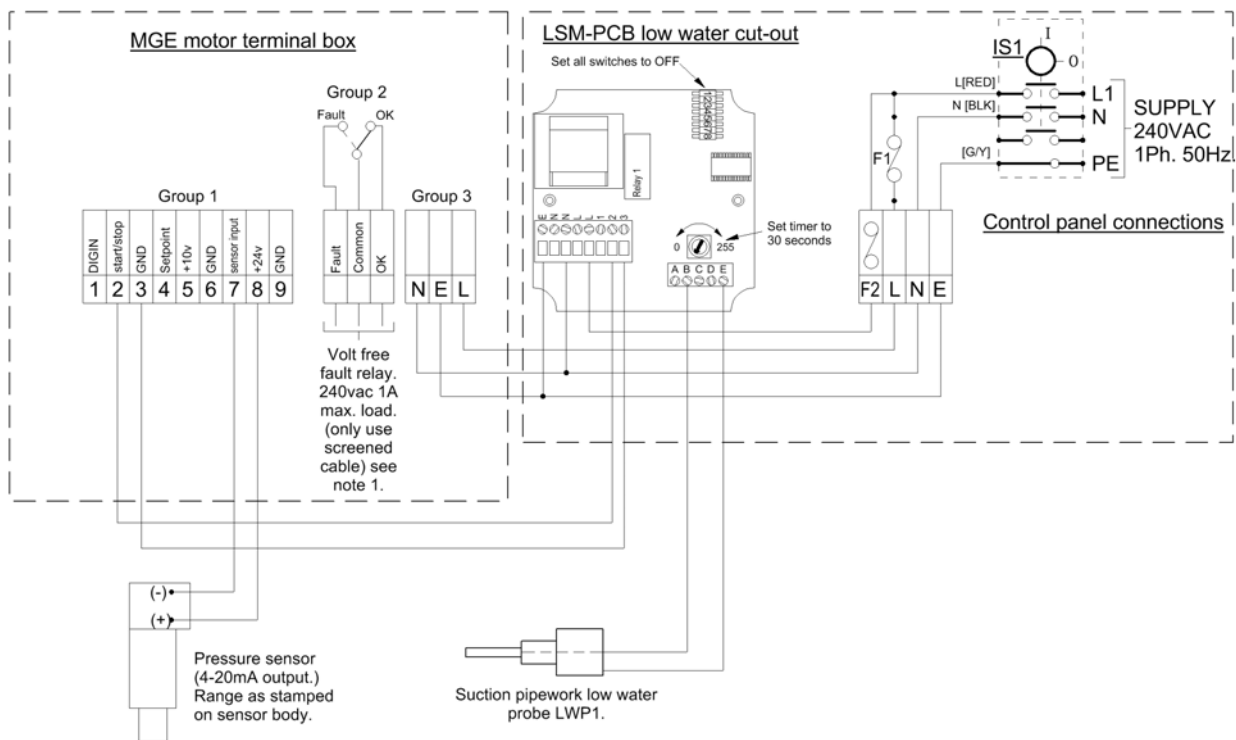 MGE motor terminal box
Group 2
Fault
OK
Group 1
DIGIN
start/stop
GND
Setpoint
+10v
GND
sensor input
+24v
GND
1 2 3 4 5 6 7 8 9
Fault
Common
OK
Group 3
N E L
Volt free
fault relay.
240vac 1A
max. load.
(only use
screened
cable) see
note 1.
(-)
(+)
Pressure sensor
(4-20mA output.)
Range as stamped
on sensor body.
LSM-PCB low water cut-out
Set all switches to OFF
12345678
Relay 1
E N N L L 1 2 3
0
255
Set timer to
30 seconds
A B C D E
Suction pipework low water
probe LWP1.
IS1
I
0
L[RED]
L1
N [BLK]
N
[G/Y]
PE
SUPPLY
240VAC
1Ph. 50Hz.
F1
Control panel connections
F2 L N E